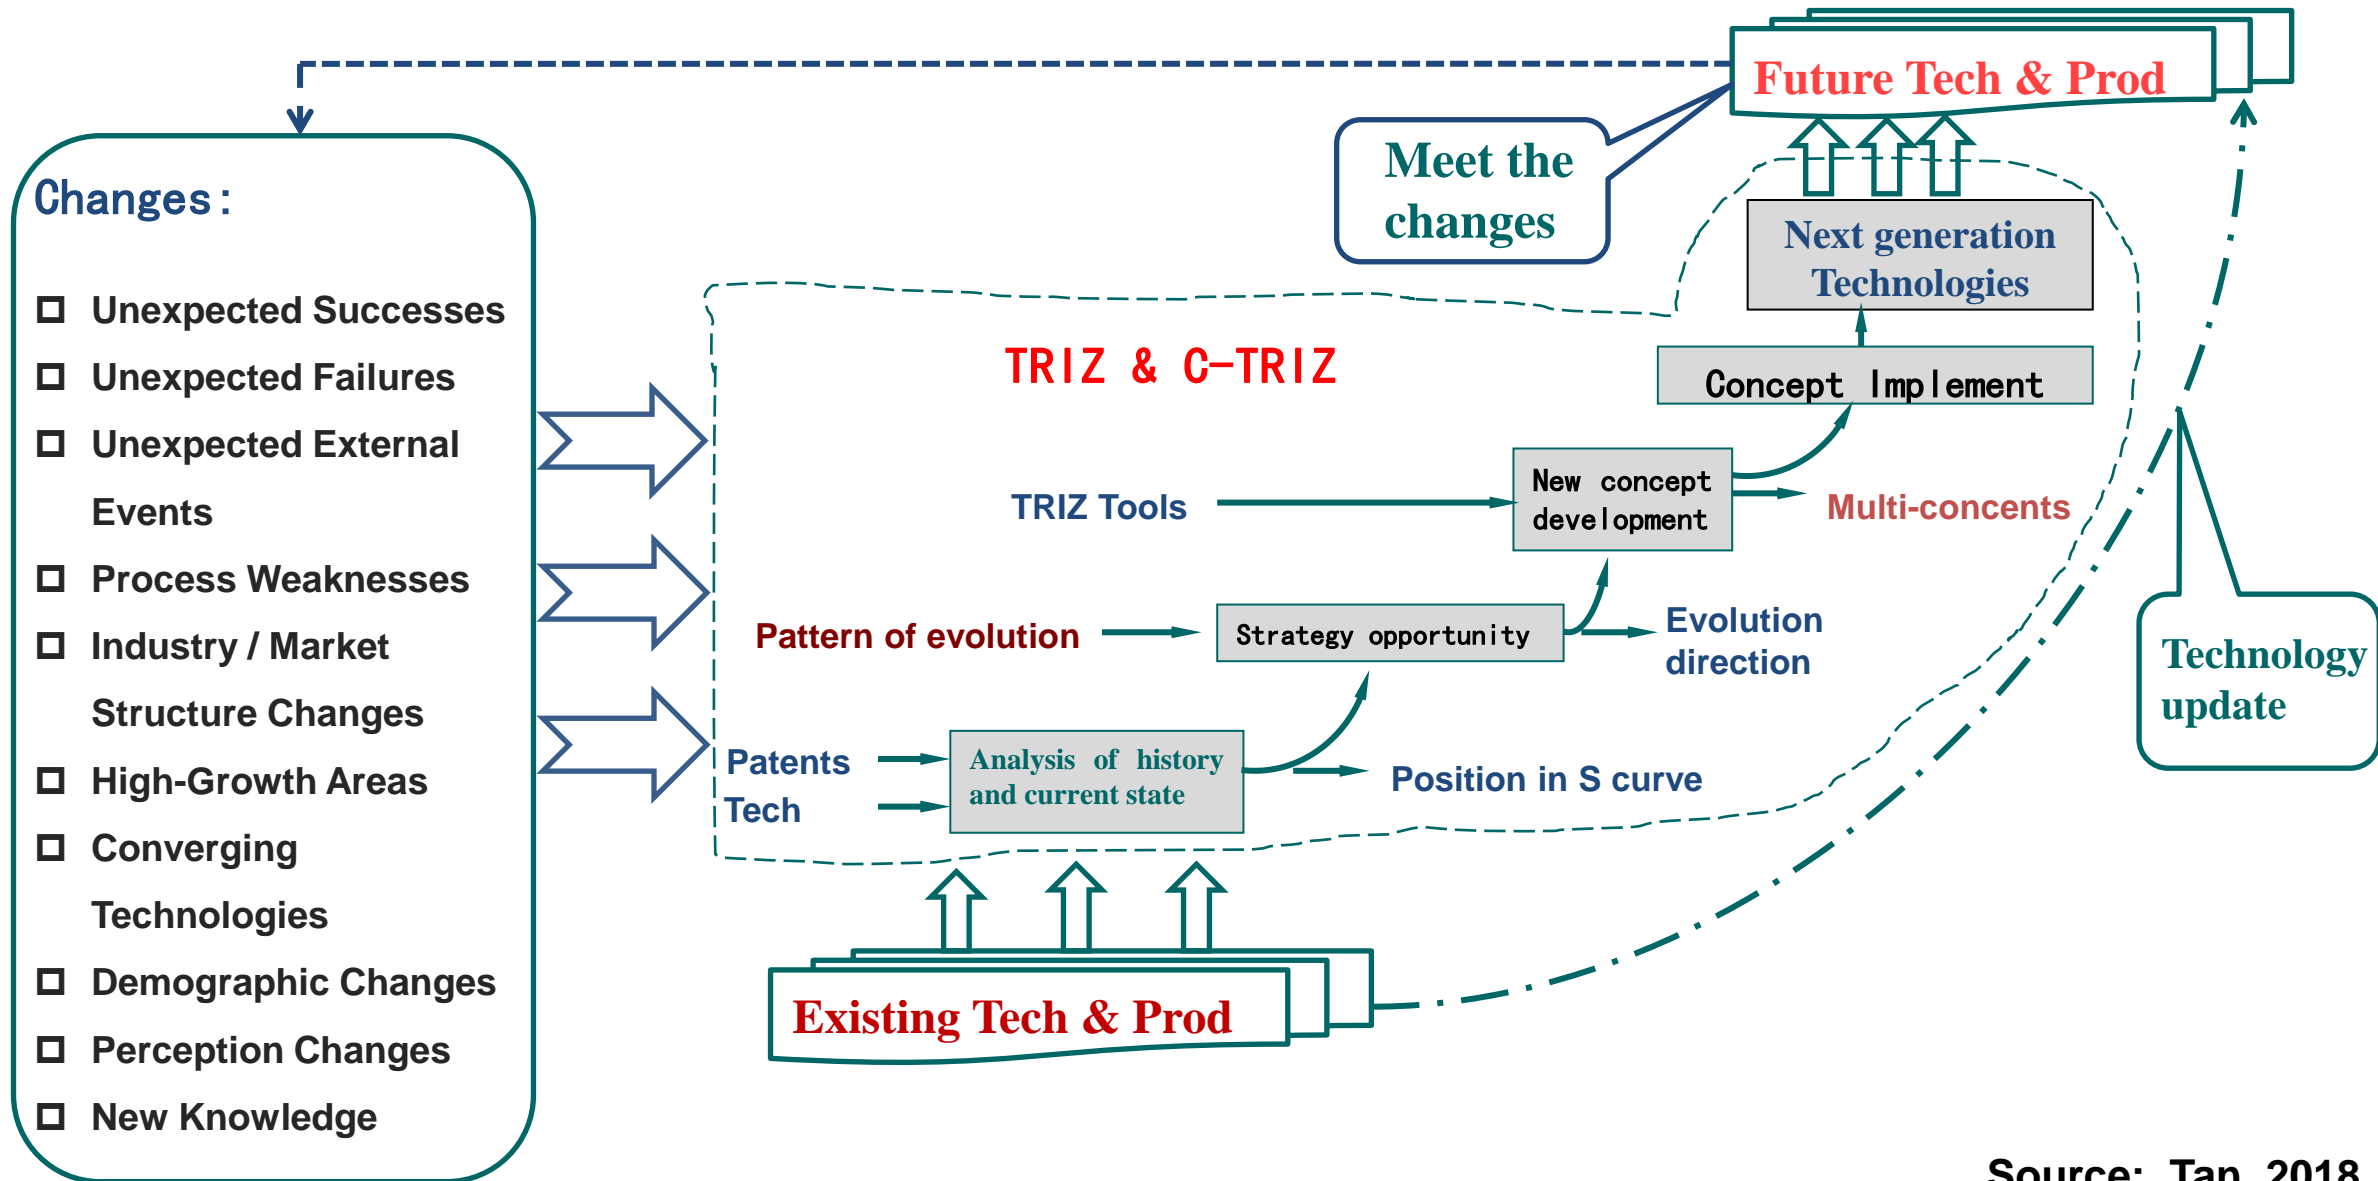 Future Tech & Prod
Meet the
changes
Changes:
Unexpected Successes
Unexpected Failures
Unexpected External
Events
Process Weaknesses
Industry / Market
Structure Changes
High-Growth Areas
Converging
Technologies
Demographic Changes
Perception Changes
New Knowledge
Next generation
Technologies
TRIZ & C-TRIZ
Concept Implement
TRIZ Tools
New concept
development
Multi-concents
Pattern of evolution
Strategy opportunity
Evolution
direction
Technology
update
Patents
Tech
Analysis of history
and current state
Position in S curve
Existing Tech & Prod
Source: Tan, 2018